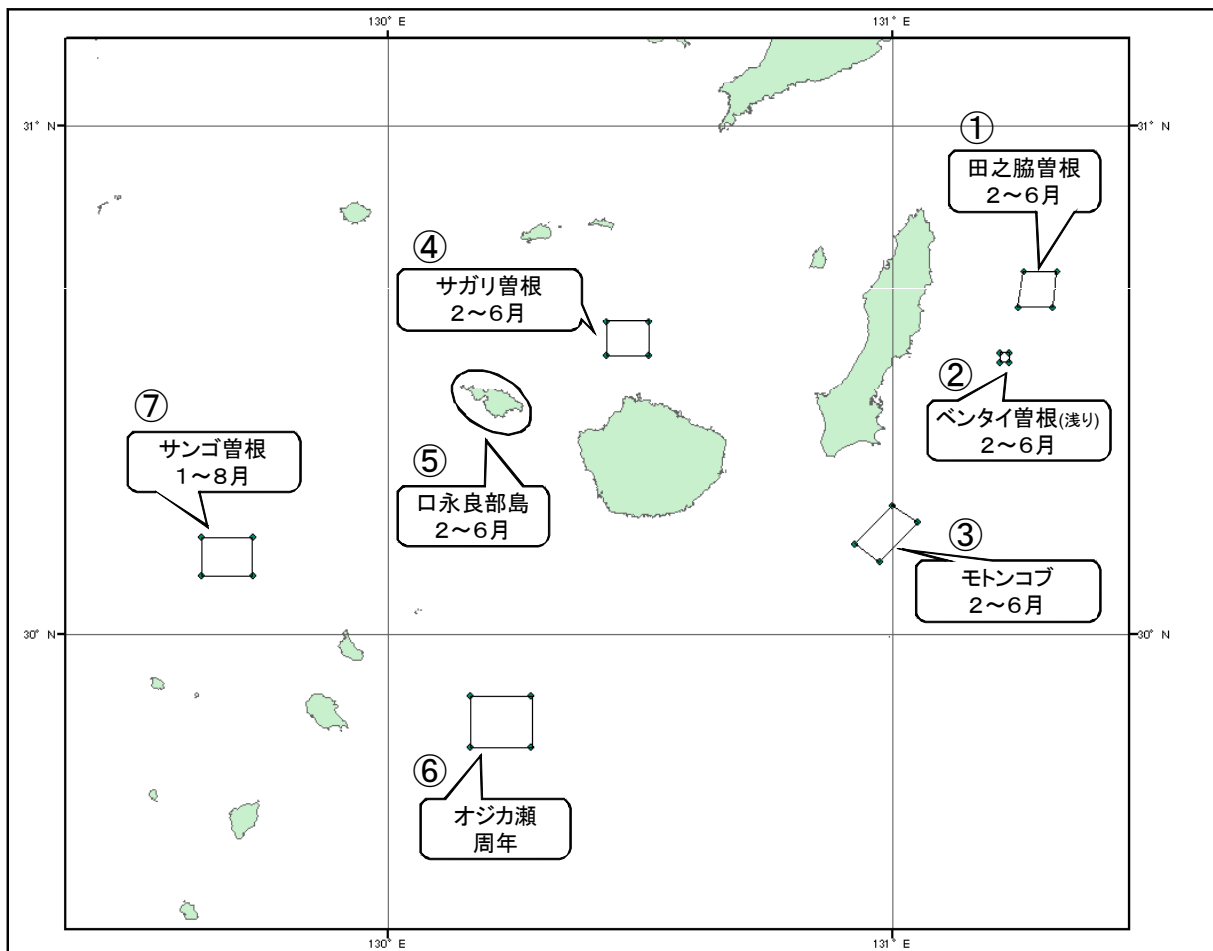 130° E
131° E
31° N
31° N
①
田之脇曽根
2～6月
④
サガリ曽根
2～6月
②
ベンタイ曽根(浅り)
2～6月
⑦
サンゴ曽根
1～8月
⑤
口永良部島
2～6月
③
モトンコブ
2～6月
30° N
30° N
⑥
オジカ瀬
周年
130° E
131° E